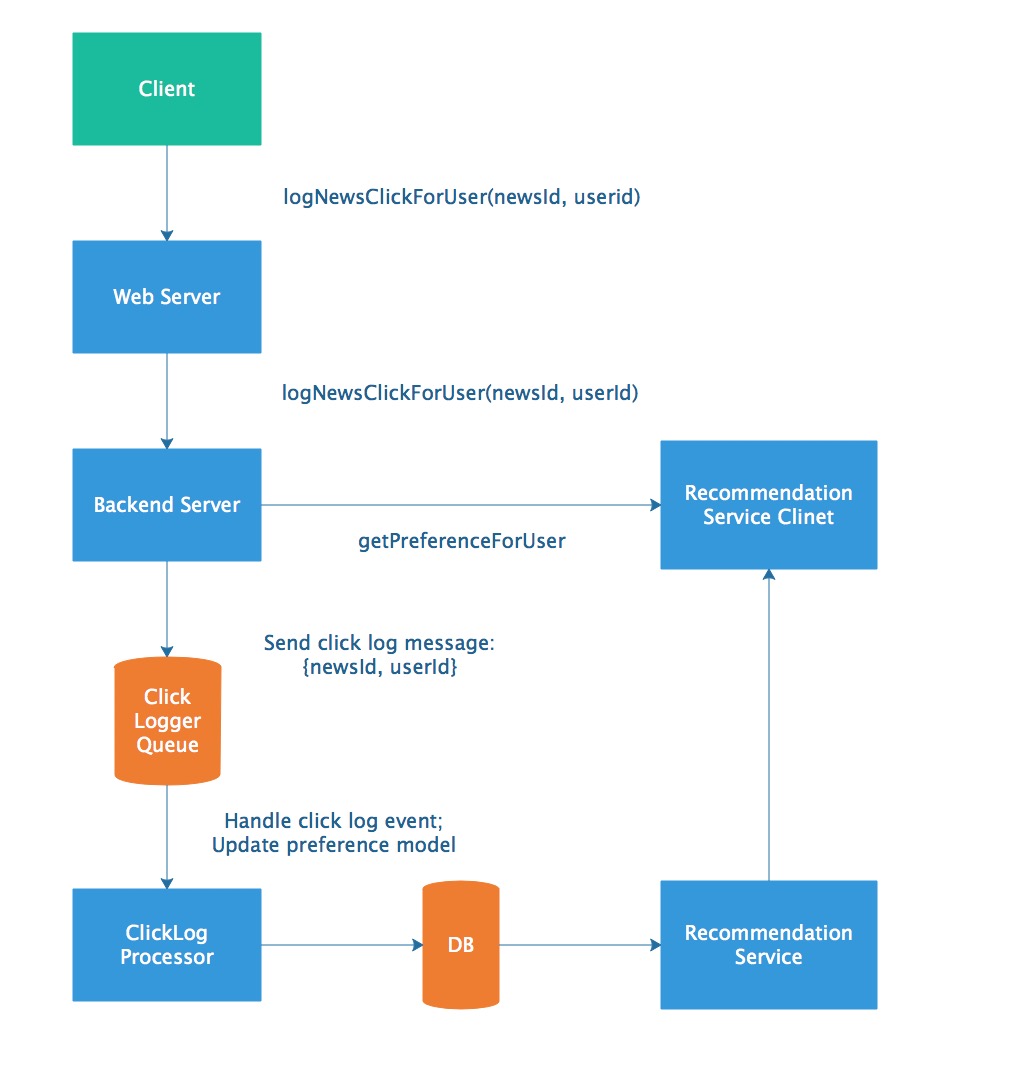 Client
logNewsClickForUser(newsId, userid)
Web Server
logNewsClickForUser(newsId, userId)
Backend Server
getPreferenceForUser
Recommendation
Service Clinet
Send click log message:
{newsId, userId}
Click
Logger
Queue
Handle click log event;
Update preference model
ClickLog
Processor
DB
Recommendation
Service